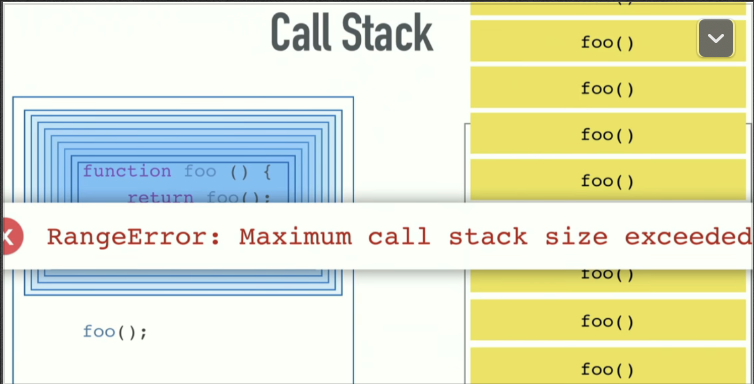 Call Stack
function foo () {
return foo();
foo();
RangeError: Maximum call stack size exceeded
foo()
foo()
foo()
foo()
foo()
foo()
foo()